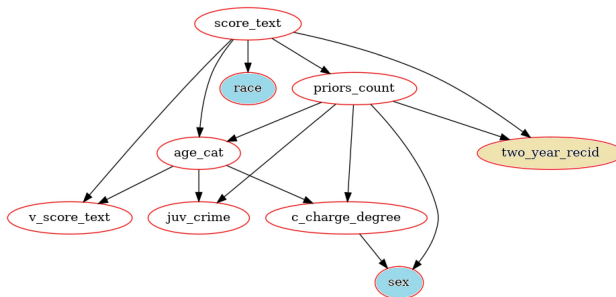 score_text
race
priors_count
age_cat
two_year_recid
v_score_text
juv_crime
c_charge_degree
sex